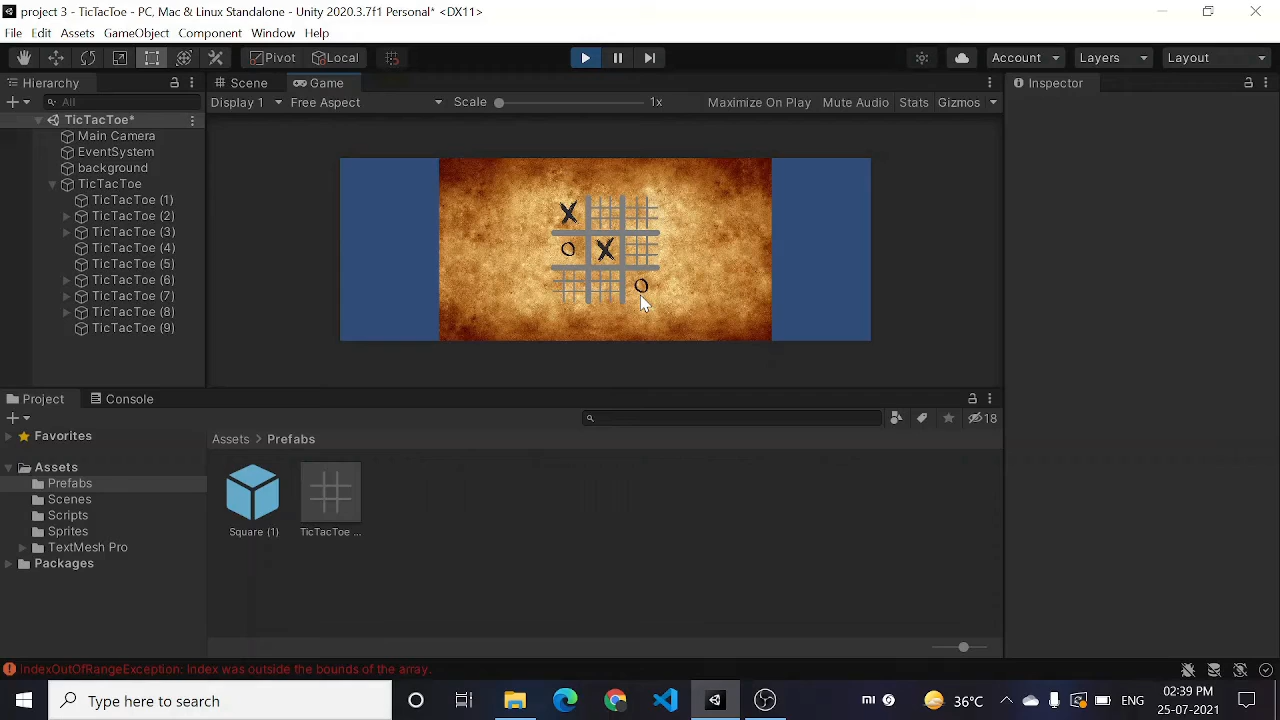 project 3 - TicTacToe - PC, Mac & Linux Standalone - Unity 2020.3.7f1 Personal* <DX11>
File Edit Assets GameObject Component Window Help
Pivot Local Account Layers Layout
Hierarchy Scene Game Inspector
All Display 1 Free Aspect Scale 1x Maximize On Play Mute Audio Stats Gizmos
TicTacToe*
Main Camera
EventSystem
background
TicTacToe
TicTacToe (1)
TicTacToe (2)
TicTacToe (3)
TicTacToe (4)
TicTacToe (5)
TicTacToe (6)
TicTacToe (7)
TicTacToe (8)
TicTacToe (9)
X
O X
O
Project Console
18
Favorites
Assets
Prefabs
Scenes
Scripts
Sprites
TextMesh Pro
Packages
Assets > Prefabs
Square (1) TicTacToe ...
IndexOutOfRangeException: Index was outside the bounds of the array.
Type here to search
mi 36°C ENG 02:39 PM
25-07-2021